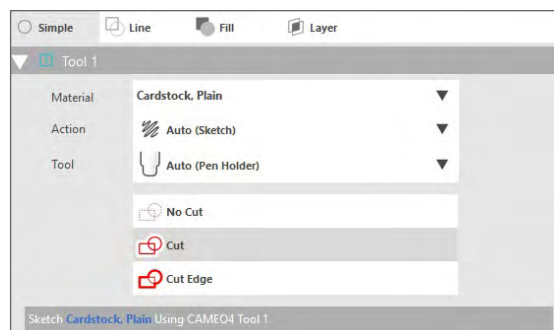 Simple Line Fill Layer
1 Tool 1
Material Cardstock, Plain
Action Auto (Sketch)
Tool Auto (Pen Holder)
No Cut
Cut
Cut Edge
Sketch Cardstock, Plain Using CAMEO4 Tool 1